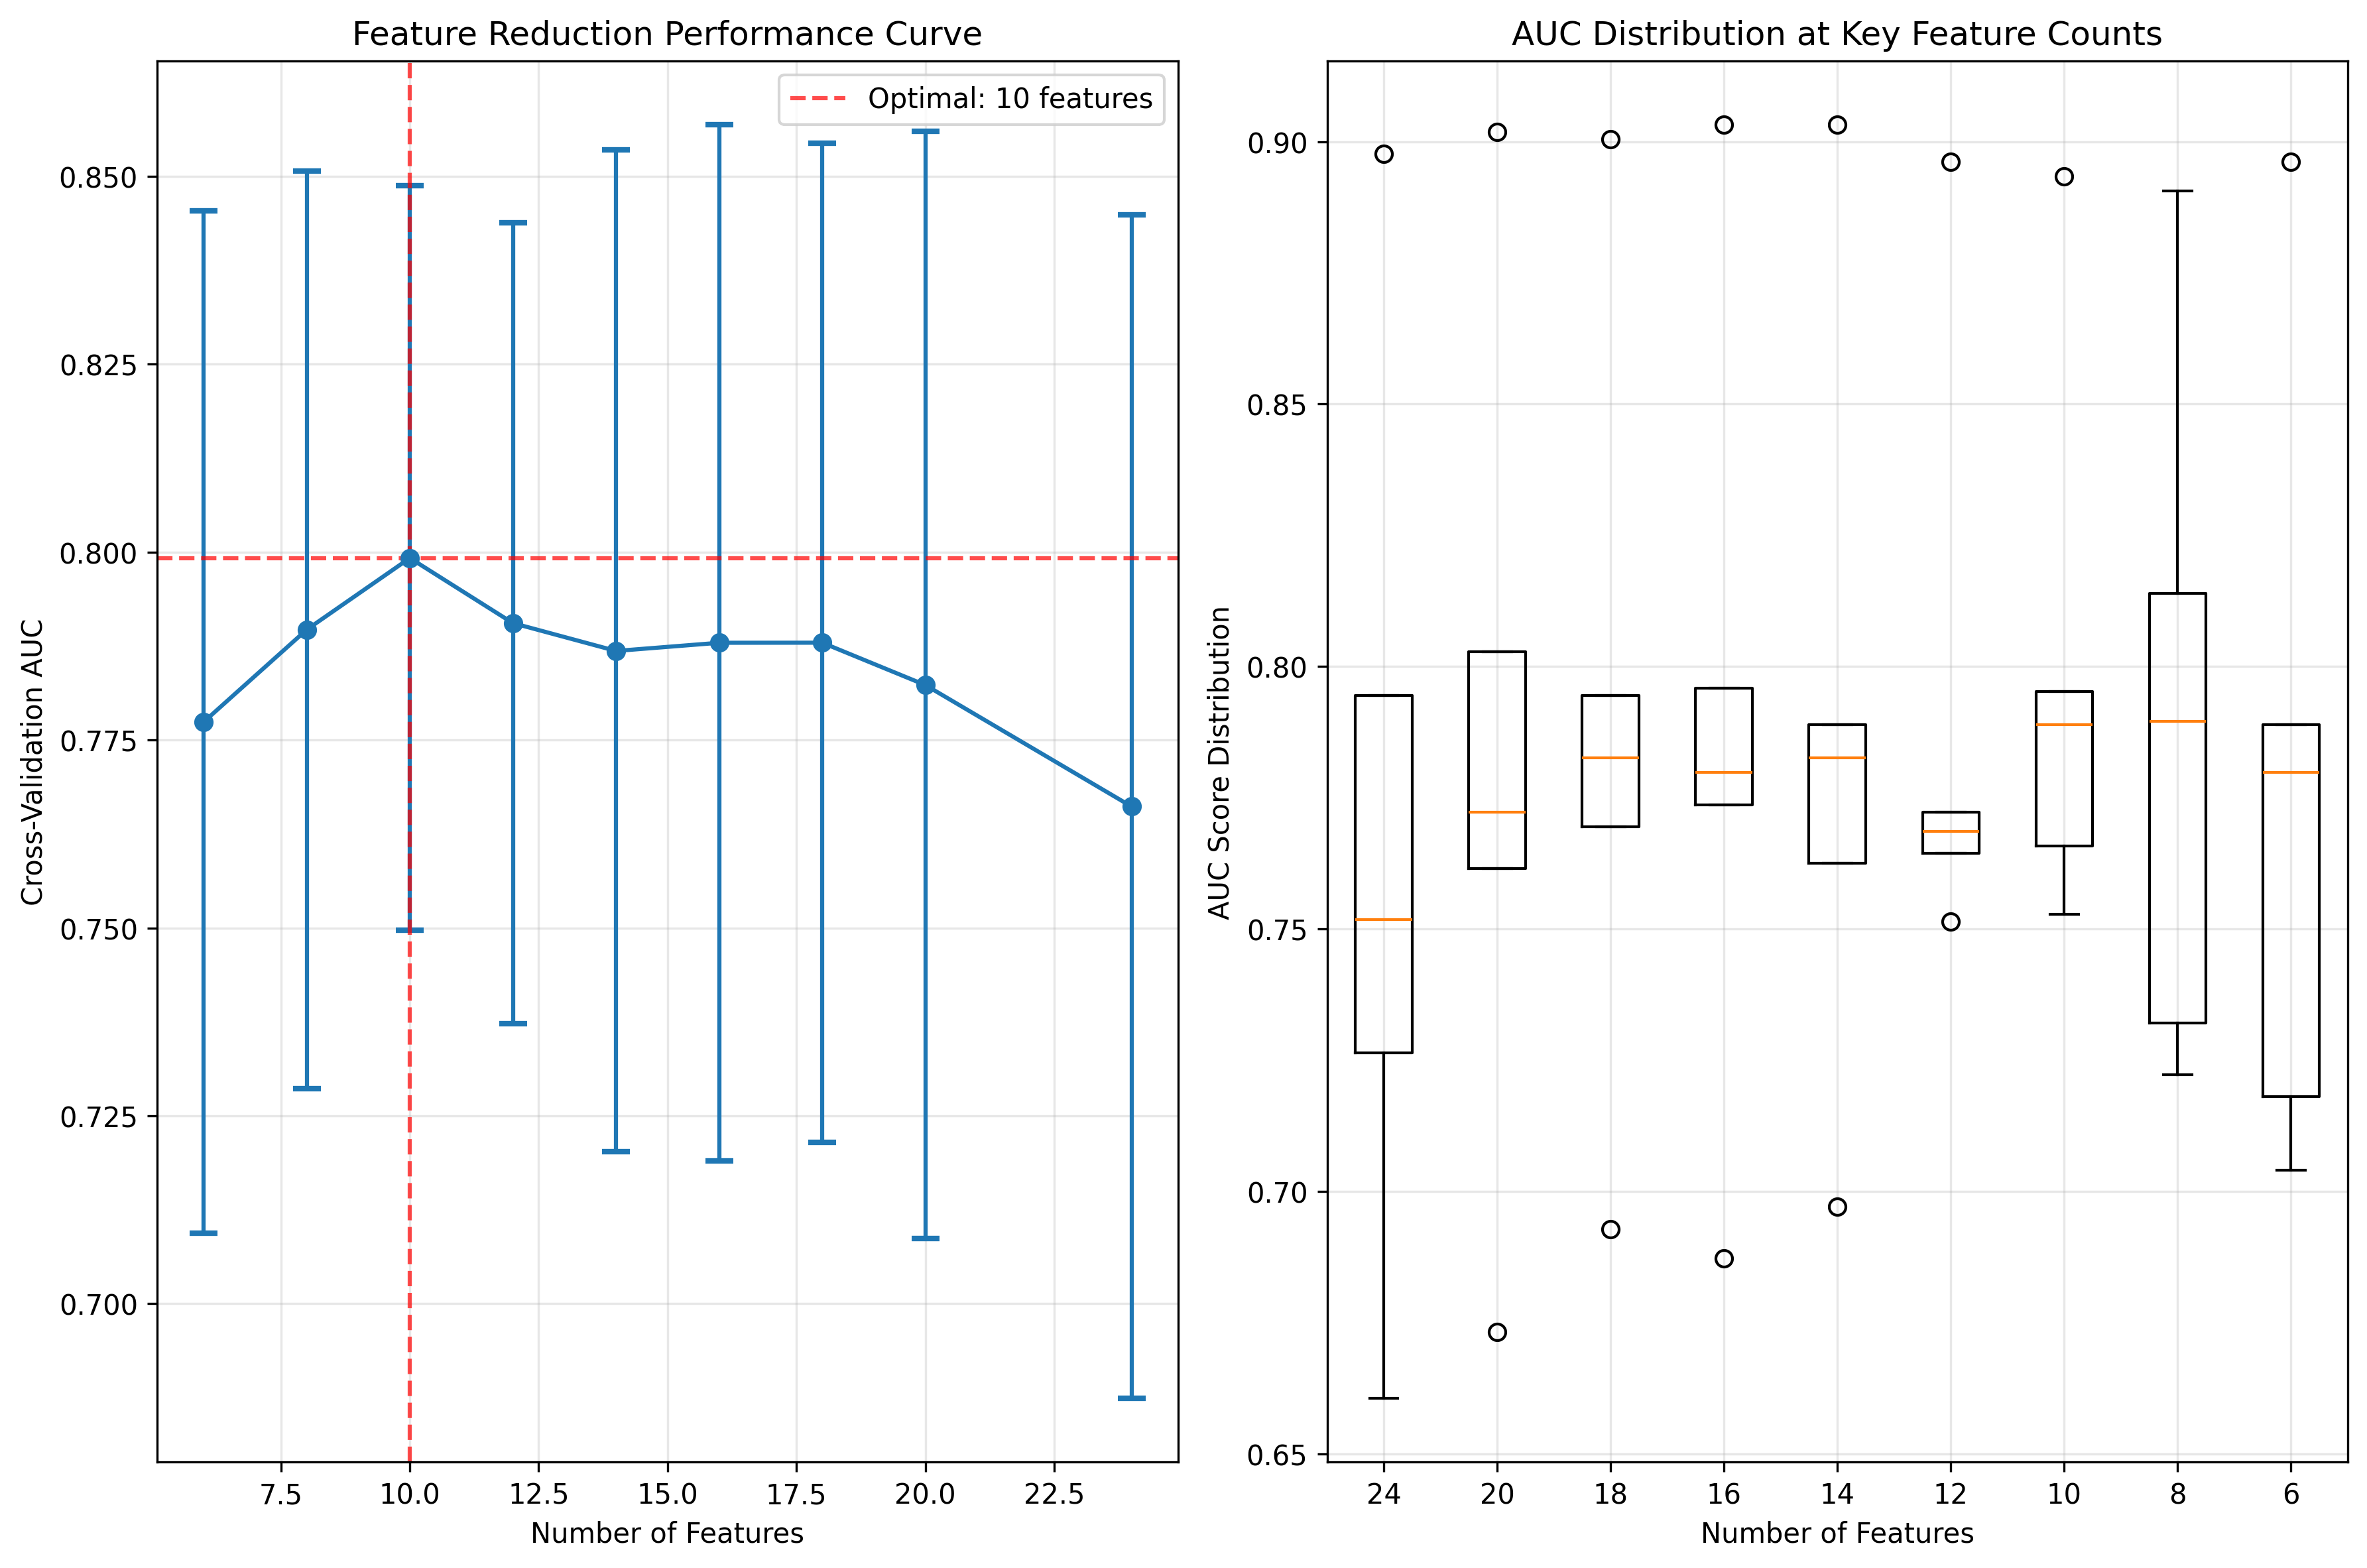 Feature Reduction Performance Curve
Optimal: 10 features
Cross-Validation AUC
0.850
0.825
0.800
0.775
0.750
0.725
0.700
7.5 10.0 12.5 15.0 17.5 20.0 22.5
Number of Features
AUC Distribution at Key Feature Counts
AUC Score Distribution
0.90
0.85
0.80
0.75
0.70
0.65
24 20 18 16 14 12 10 8 6
Number of Features